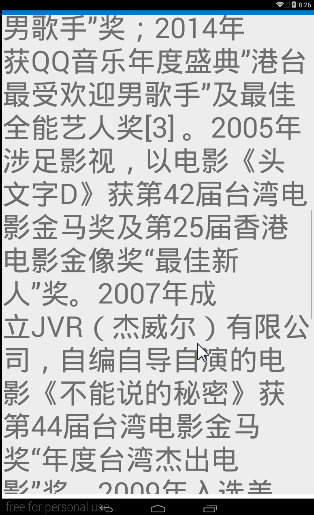 8:26
男歌手”奖；2014年
获QQ音乐年度盛典”港台
最受欢迎男歌手”及最佳
全能艺人奖[3] 。2005年
涉足影视，以电影《头
文字D》获第42届台湾电
影金马奖及第25届香港
电影金像奖“最佳新
人”奖。2007年成
立JVR（杰威尔）有限公
司，自编自导自演的电
影《不能说的秘密》获
第44届台湾电影金马
奖“年度台湾杰出电
影”奖。2009年入选美
free for personal use